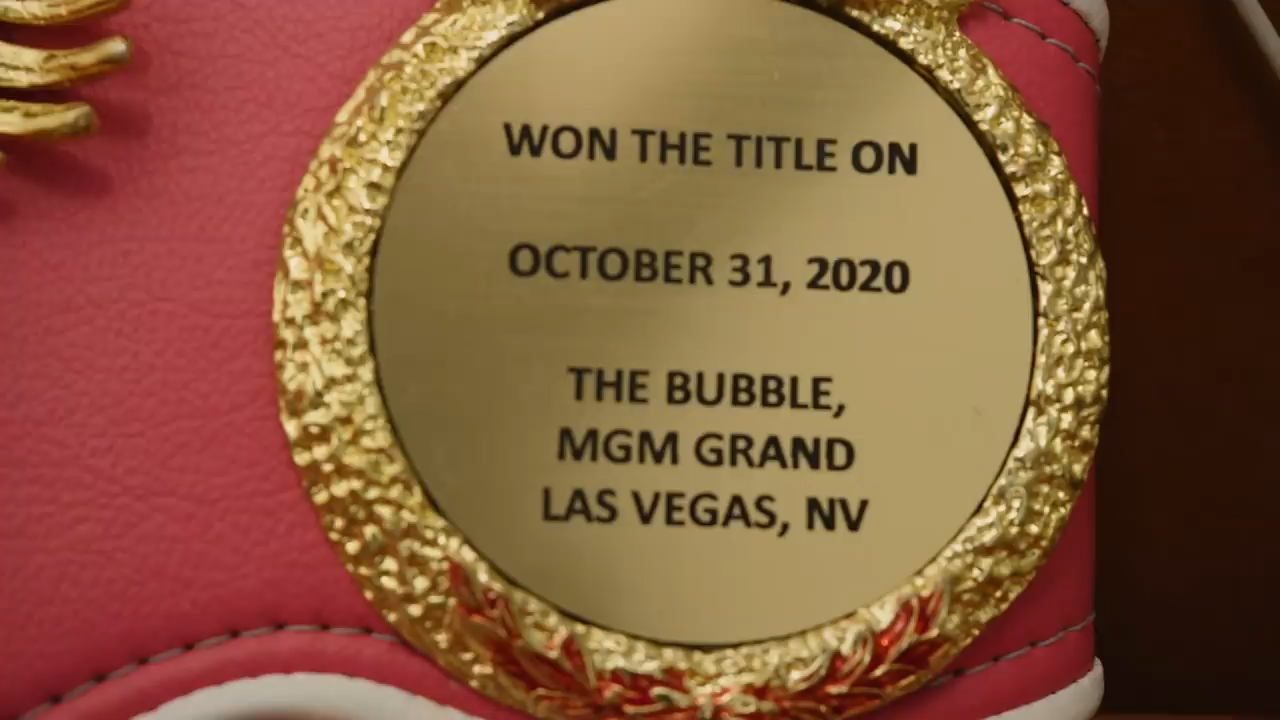 WON THE TITLE ON
OCTOBER 31, 2020
THE BUBBLE,
MGM GRAND
LAS VEGAS, NV